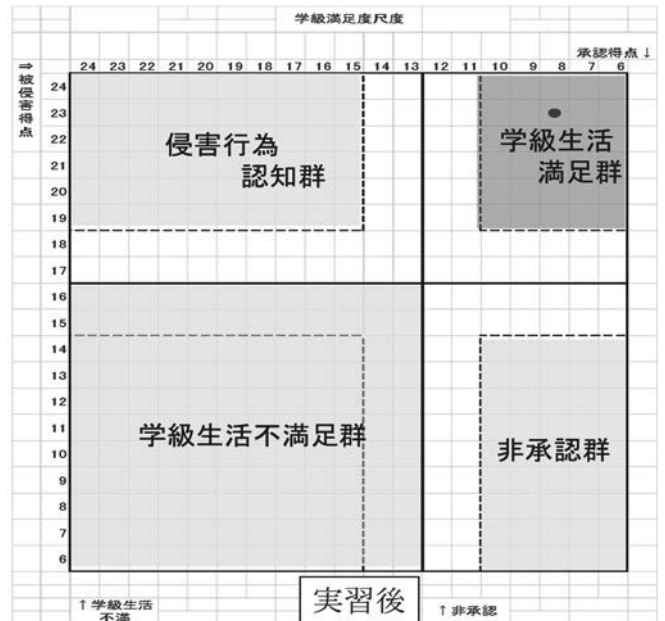 学級満足度尺度
承認得点↓
24 23 22 21 20 19 18 17 16 15 14 13 12 11 10 9 8 7 6
⇒被侵害得点
24
23
22
21
20
19
18
17
16
15
14
13
12
11
10
9
8
7
6
侵害行為
認知群
学級生活
満足群
学級生活不満足群
非承認群
↑学級生活
不満
実習後
↑非承認